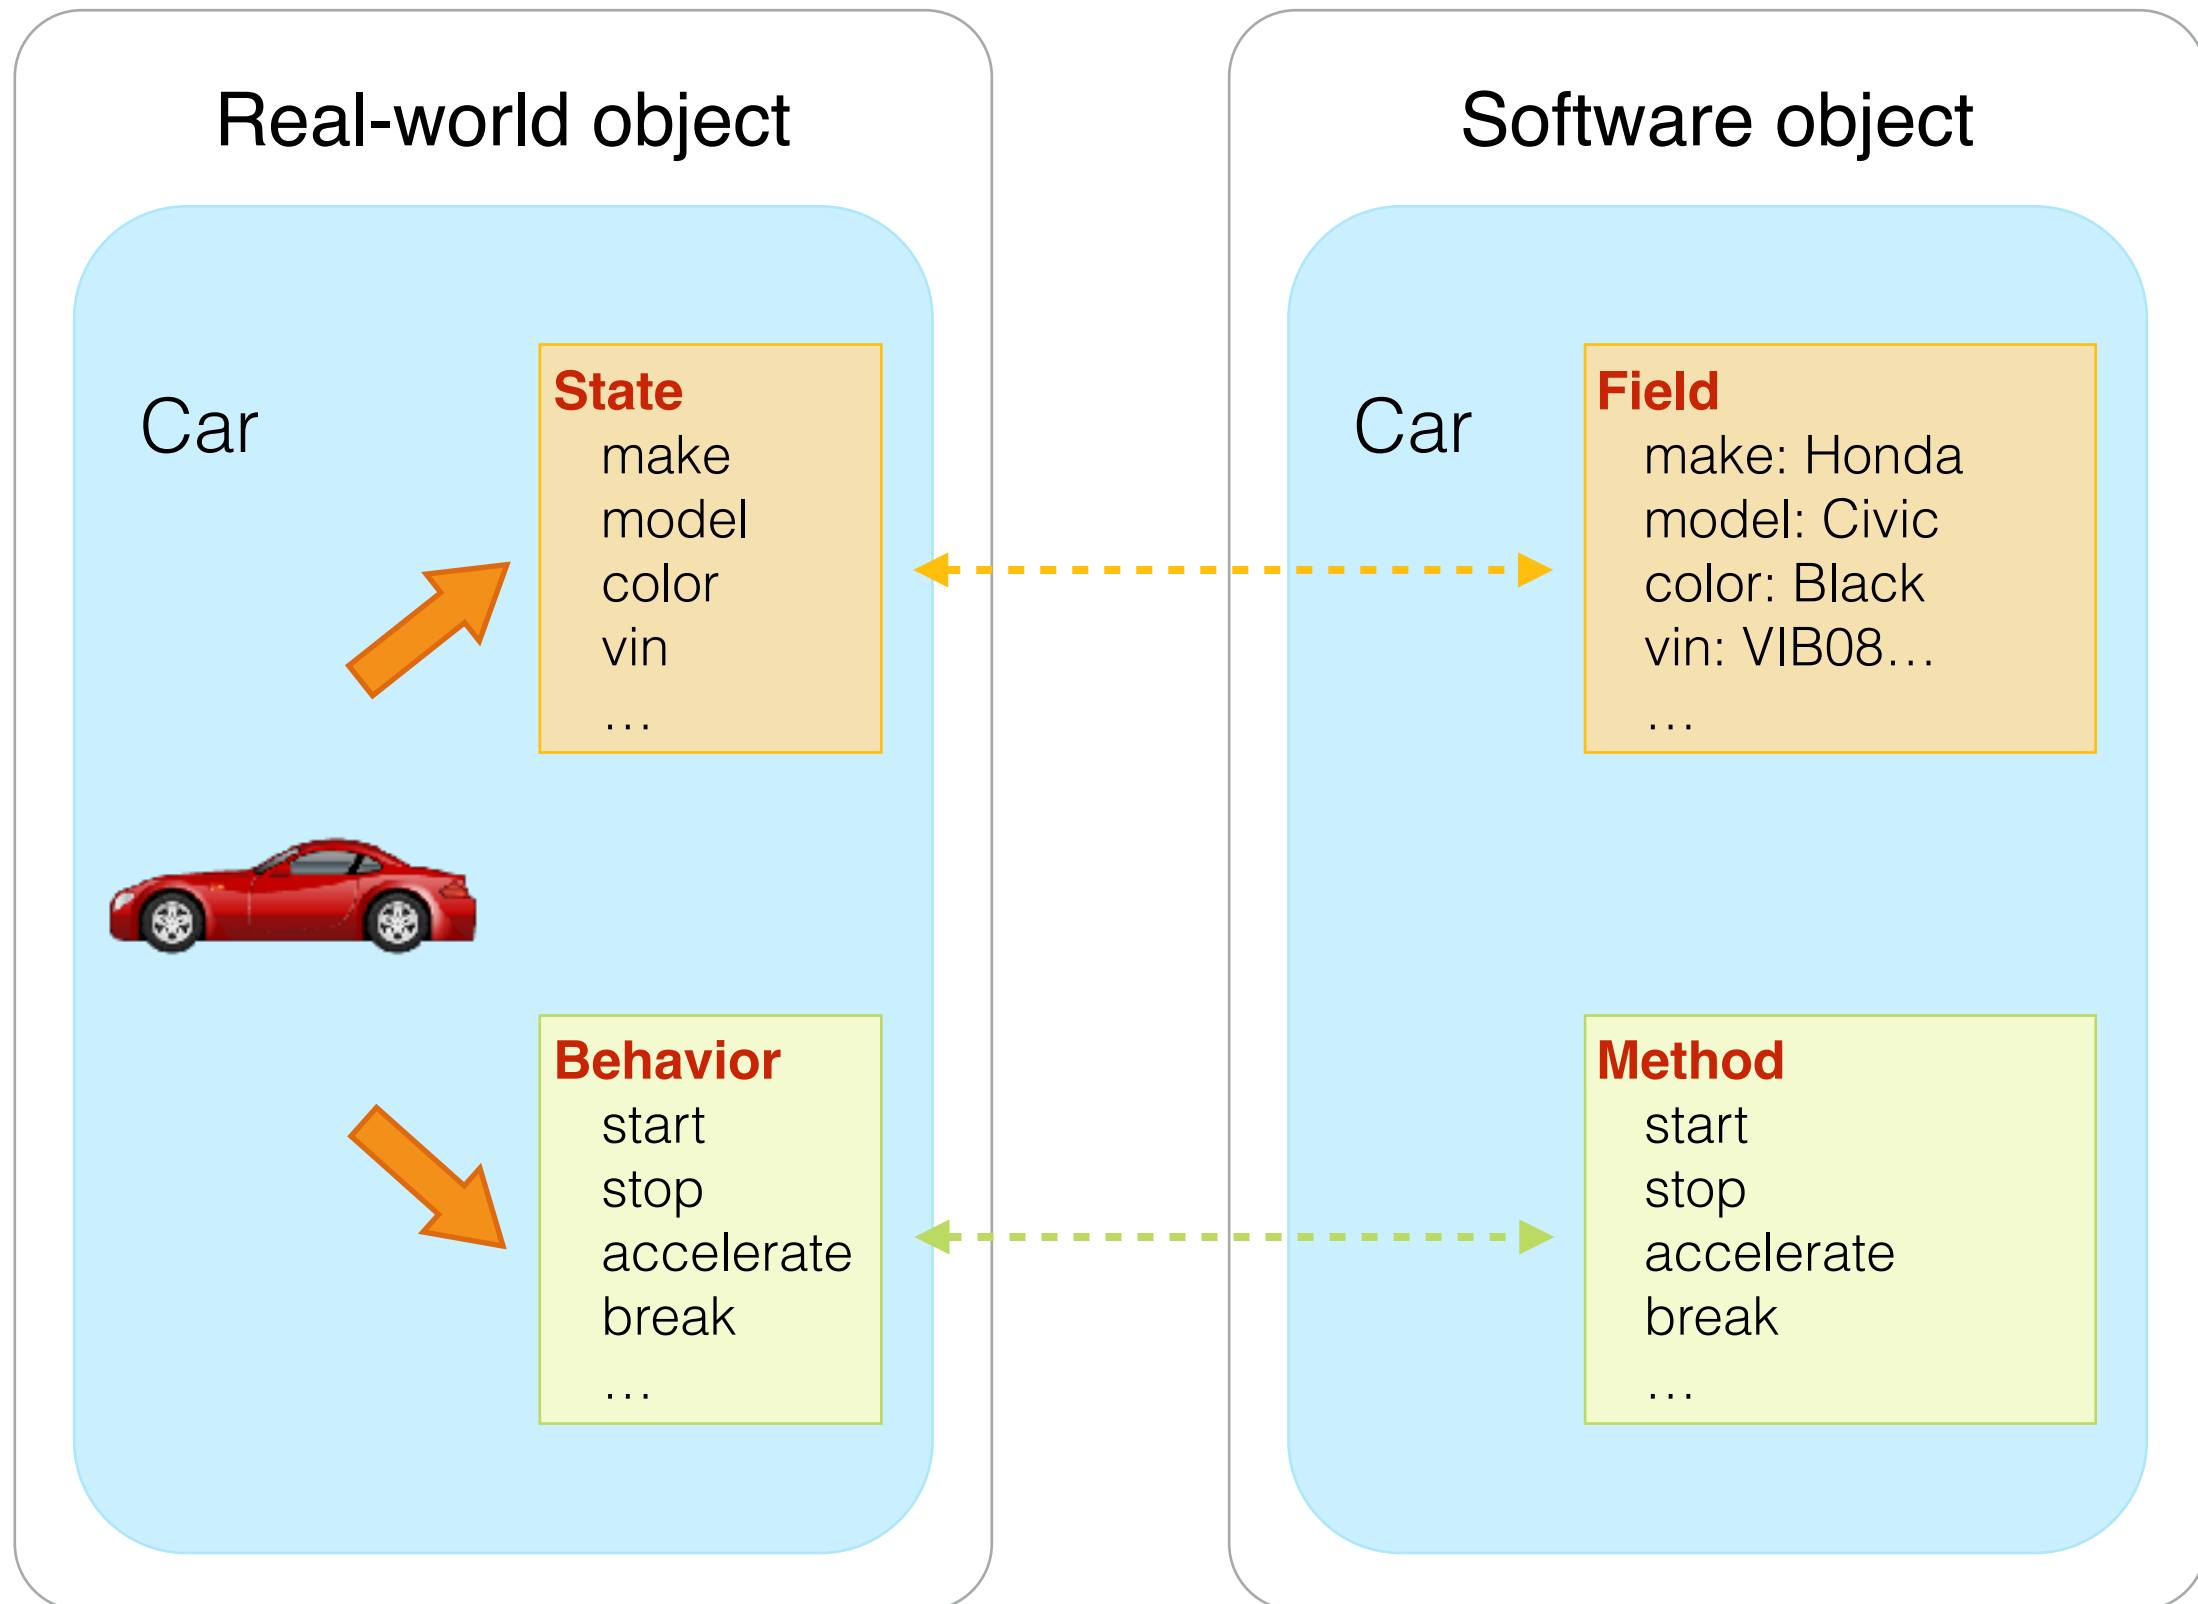 Real-world object
Car
State
make
model
color
vin
…
Behavior
start
stop
accelerate
break
…
Software object
Car
Field
make: Honda
model: Civic
color: Black
vin: VIB08…
…
Method
start
stop
accelerate
break
…